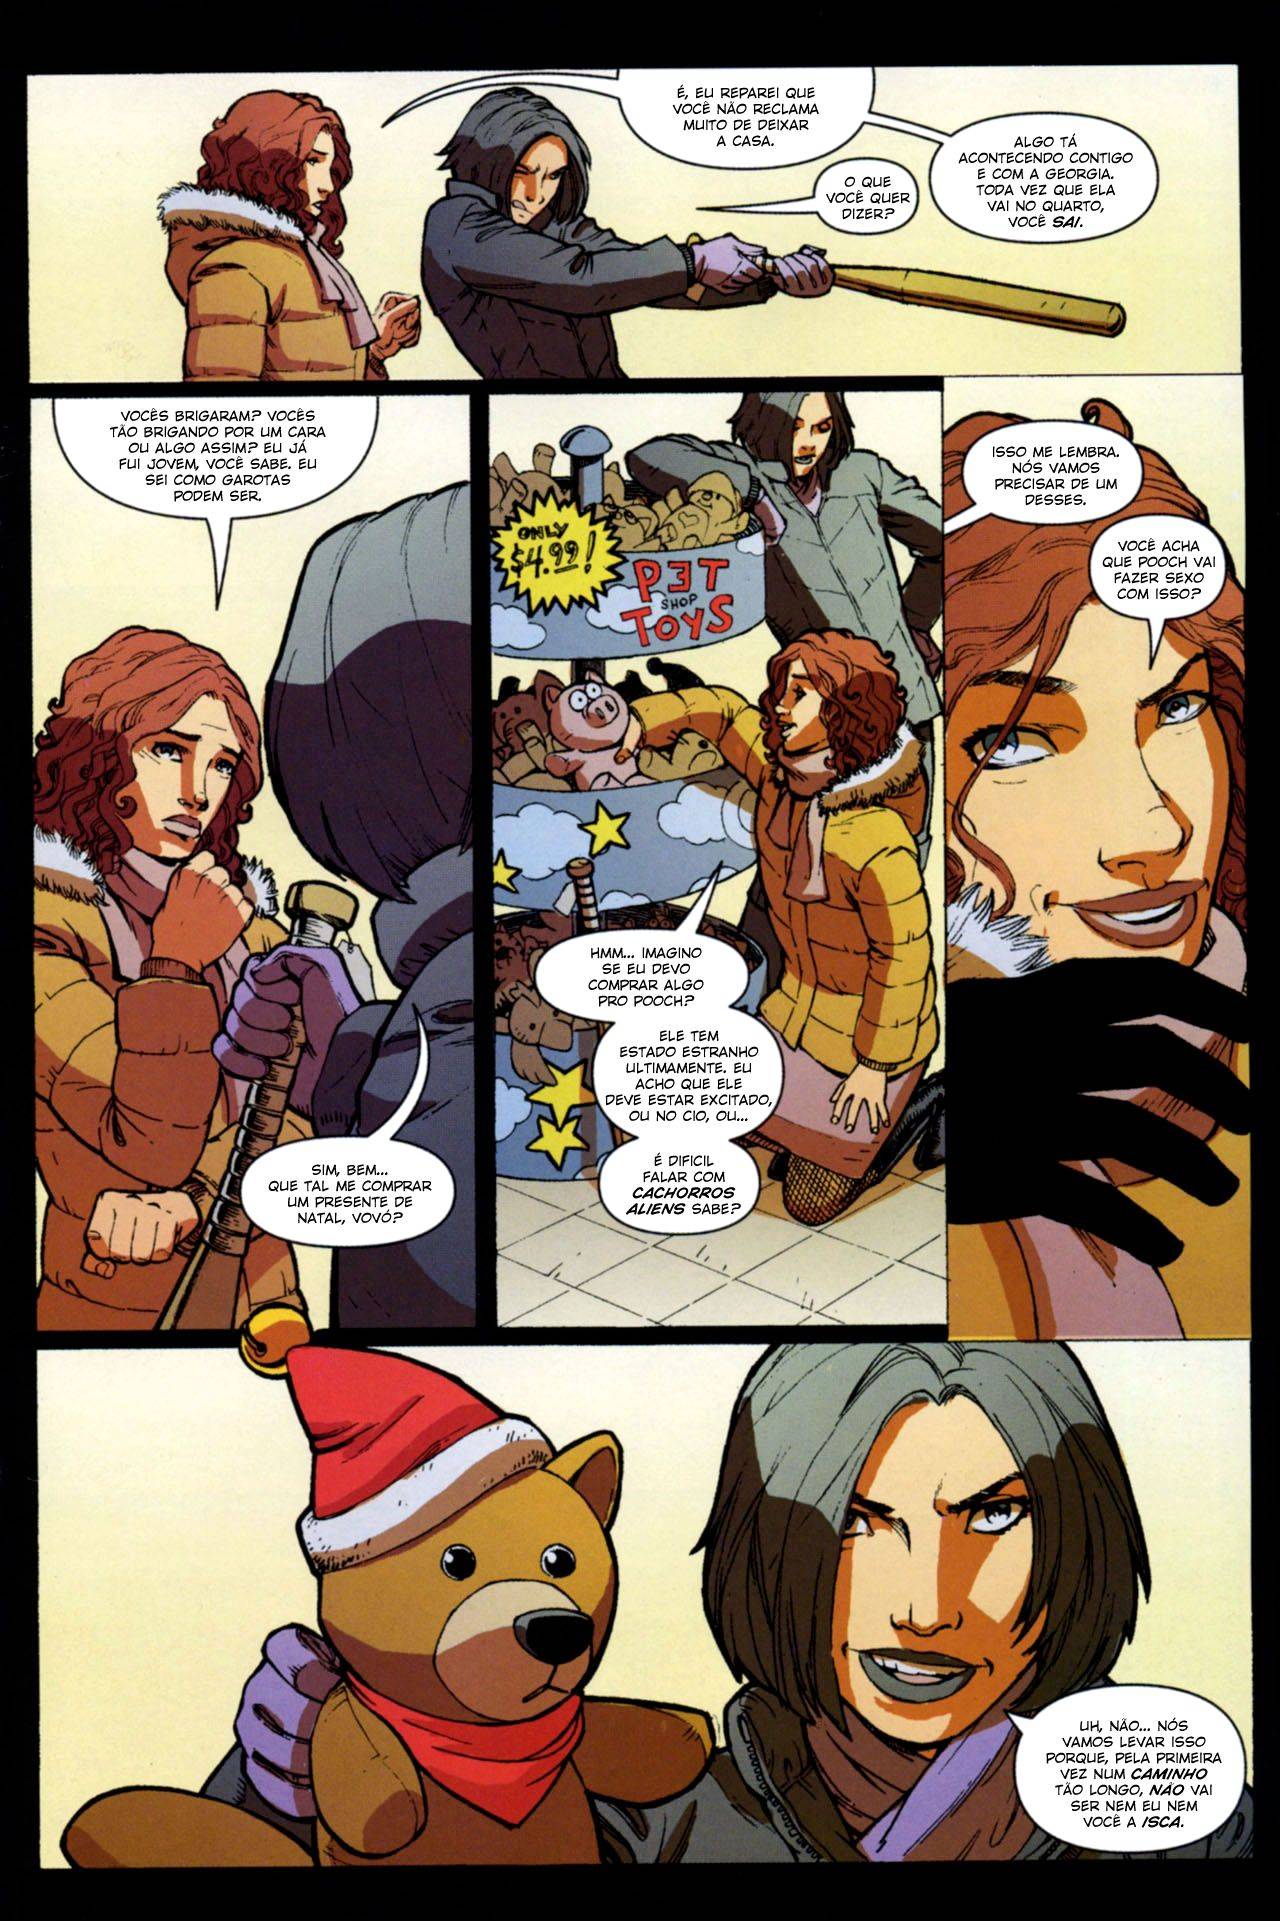 É, EU REPAREI QUE
VOCÊ NÃO RECLAMA
MUITO DE DEIXAR
A CASA.
ALGO TÁ
ACONTECENDO CONTIGO
E COM A GEORGIA.
TODA VEZ QUE ELA
VAI NO QUARTO,
VOCÊ SAI.
O QUE
VOCÊ QUER
DIZER?
VOCÊS BRIGARAM? VOCÊS
TÃO BRIGANDO POR UM CARA
OU ALGO ASSIM? EU JÁ
FUI JOVEM, VOCÊ SABE. EU
SEI COMO GAROTAS
PODEM SER.
SIM, BEM...
QUE TAL ME COMPRAR
UM PRESENTE DE
NATAL, VOVÓ?
ONLY
$4.99!
PET
SHOP
TOYS
HMM... IMAGINO
SE EU DEVO
COMPRAR ALGO
PRO POOCH?
ELE TEM
ESTADO ESTRANHO
ULTIMAMENTE. EU
ACHO QUE ELE
DEVE ESTAR EXCITADO,
OU NO CIO, OU...
É DIFICIL
FALAR COM
CACHORROS
ALIENS SABE?
ISSO ME LEMBRA.
NÓS VAMOS
PRECISAR DE UM
DESSES.
VOCÊ ACHA
QUE POOCH VAI
FAZER SEXO
COM ISSO?
UH, NÃO... NÓS
VAMOS LEVAR ISSO
PORQUE, PELA PRIMEIRA
VEZ NUM CAMINHO
TÃO LONGO, NÃO VAI
SER NEM EU NEM
VOCÊ A ISCA.